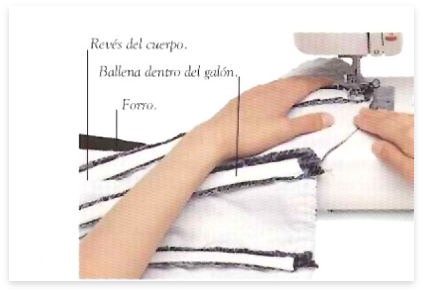 Revés del cuerpo.
Ballena dentro del galón.
Forro.